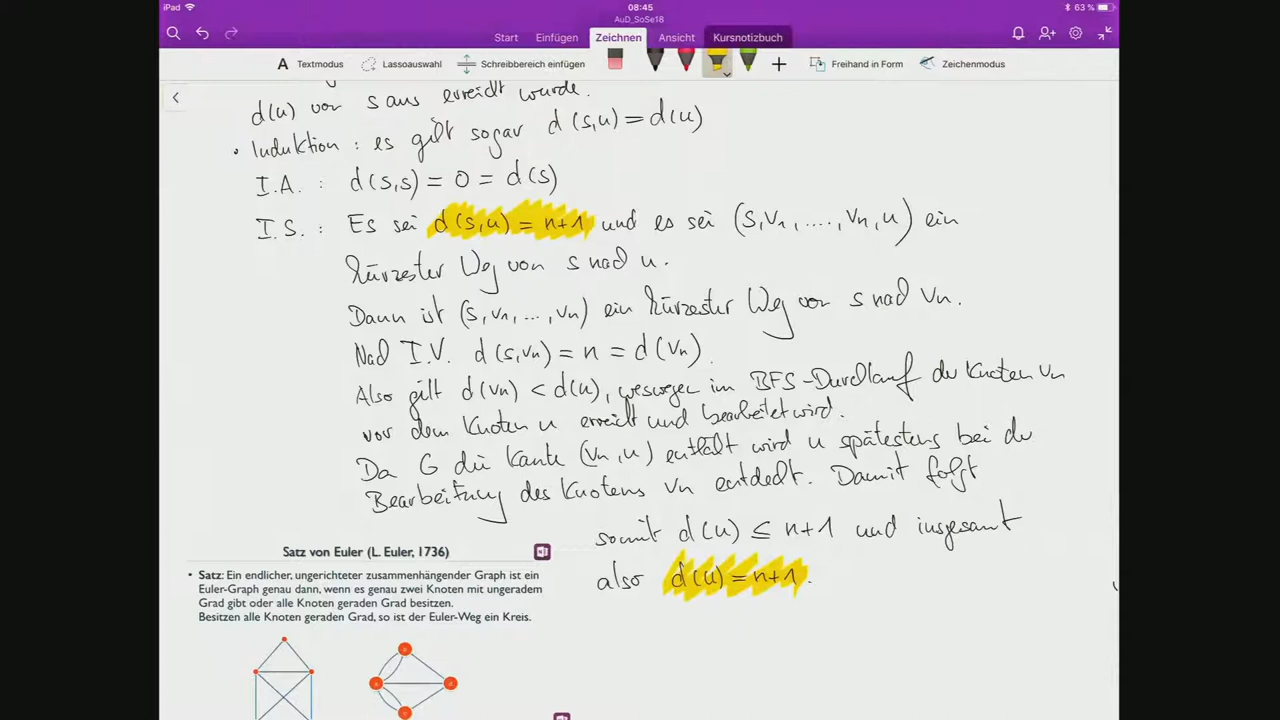 iPad
08:45
63 %
AuD_SoSe18
Start Einfügen Zeichnen Ansicht Kursnotizbuch
A Textmodus Lassoauswahl Schreibbereich einfügen Freihand in Form Zeichenmodus
d(u) von s aus erreicht wurde.
• Induktion : es gilt sogar d(s,u) = d(u)
I.A. : d(s,s) = 0 = d(s)
I.S. : Es sei d(s,u) = n+1 und es sei (s,v₁, ...., vn, u) ein
kürzester Weg von s nach u.
Dann ist (s, v₁, ..., vn) ein kürzester Weg von s nach vn.
Nach I.V. d(s,vn) = n = d(vn).
Also gilt d(vn) < d(u), weswegen im BFS-Durchlauf der Knoten vn
vor dem Knoten u erreicht und bearbeitet wird.
Da G die Kante (vn, u) enthält wird u spätestens bei der
Bearbeitung des Knotens vn entdeckt. Damit folgt
somit d(u) ≤ n+1 und insgesamt
also d(u) = n+1.
Satz von Euler (L. Euler, 1736)
• Satz: Ein endlicher, ungerichteter zusammenhängender Graph ist ein
Euler-Graph genau dann, wenn es genau zwei Knoten mit ungeradem
Grad gibt oder alle Knoten geraden Grad besitzen.
Besitzen alle Knoten geraden Grad, so ist der Euler-Weg ein Kreis.